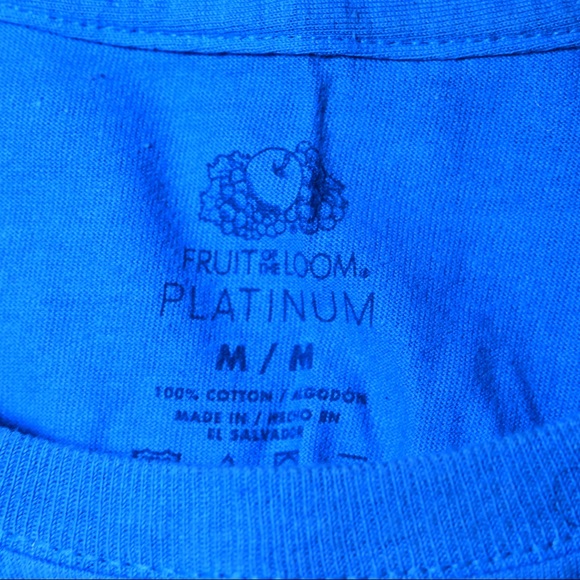 FRUIT OF THE LOOM®
PLATINUM
M / M
100% COTTON / ALGODÓN
MADE IN / HECHO EN
EL SALVADOR